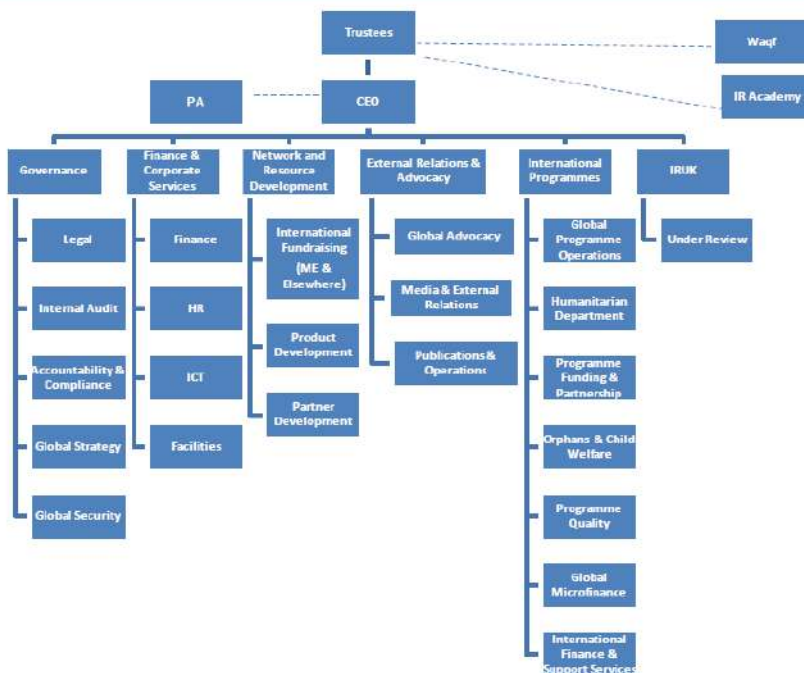 Trustees
Waqf
IR Academy
PA
CEO
Governance
Finance &
Corporate
Services
Network and
Resource
Development
External Relations &
Advocacy
International
Programmes
IRUK
Legal
Internal Audit
Accountability &
Compliance
Global Strategy
Global Security
Finance
HR
ICT
Facilities
International
Fundraising
(ME &
Elsewhere)
Product
Development
Partner
Development
Global Advocacy
Media & External
Relations
Publications &
Operations
Global
Programme
Operations
Humanitarian
Department
Programme
Funding &
Partnership
Orphans & Child
Welfare
Programme
Quality
Global
Microfinance
International
Finance &
Support Services
Under Review